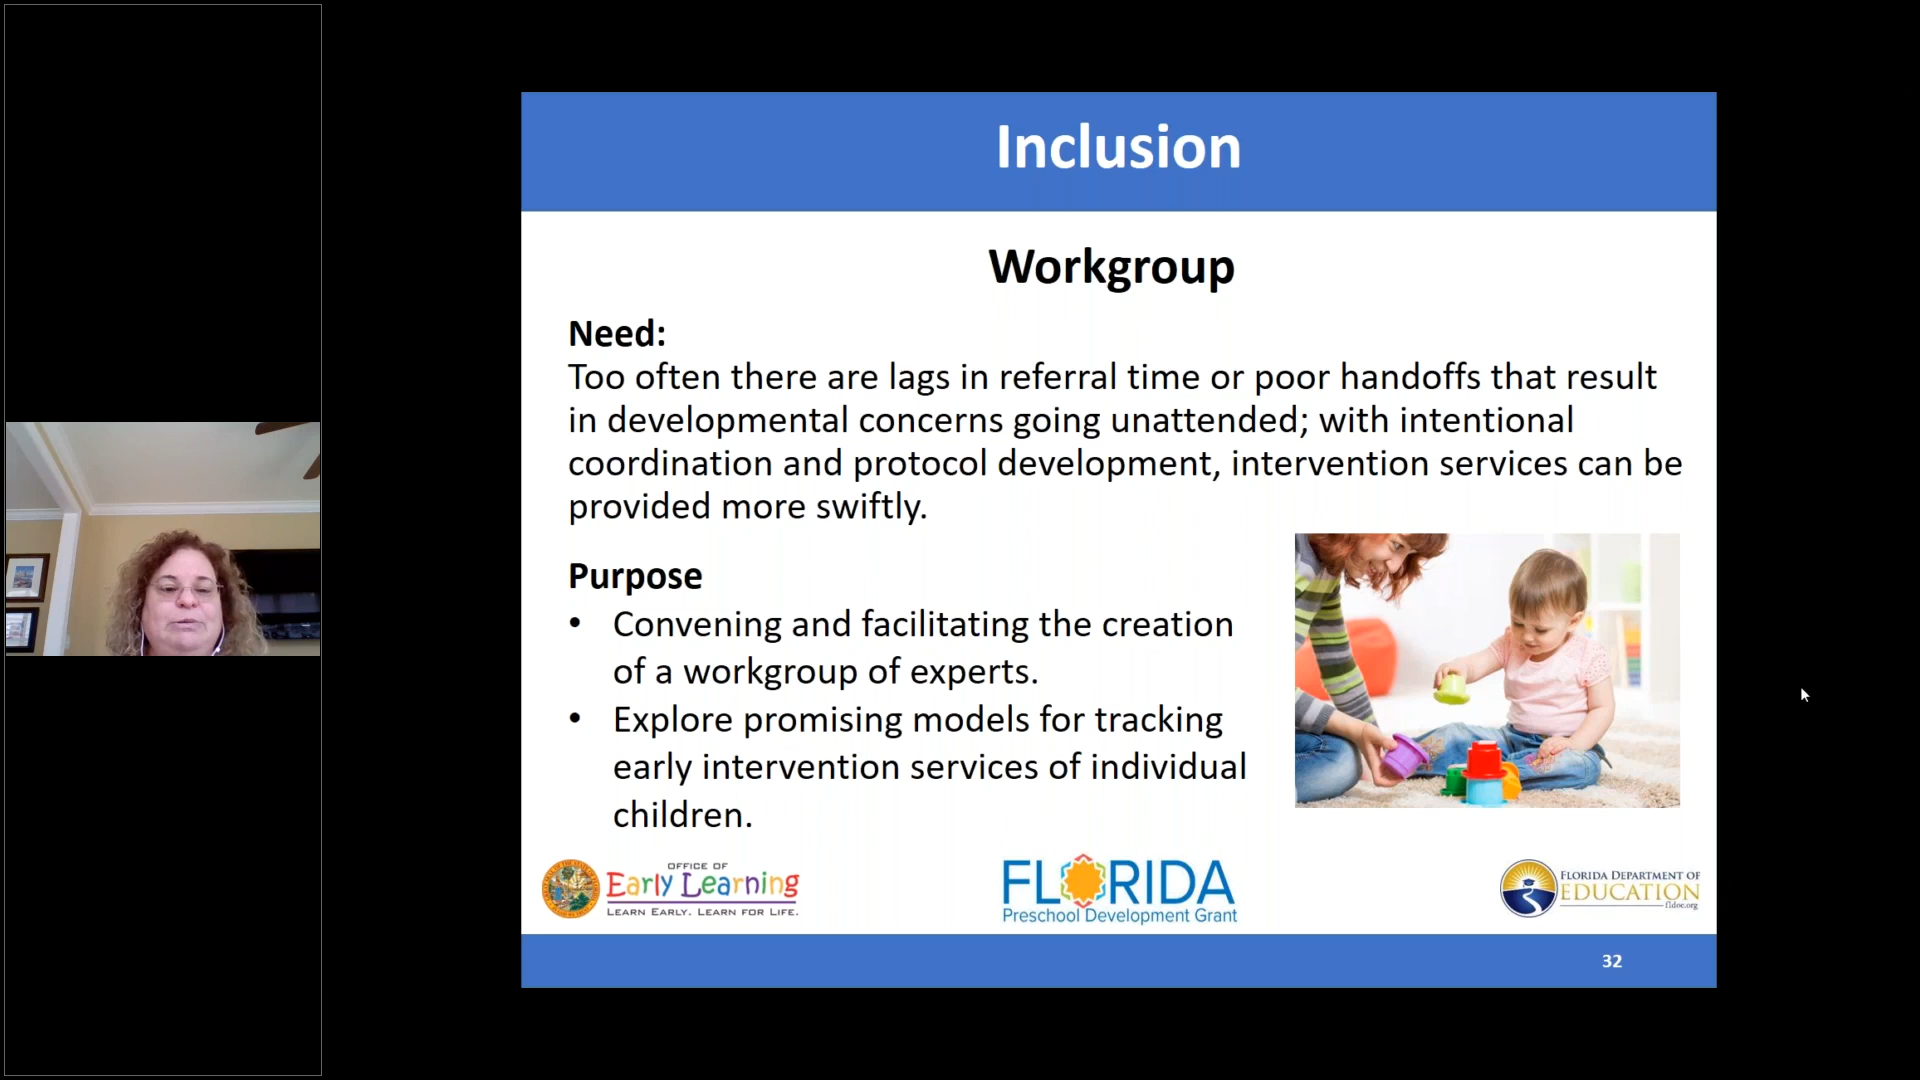 Inclusion
Workgroup
Need:
Too often there are lags in referral time or poor handoffs that result
in developmental concerns going unattended; with intentional
coordination and protocol development, intervention services can be
provided more swiftly.
Purpose
• Convening and facilitating the creation
of a workgroup of experts.
• Explore promising models for tracking
early intervention services of individual
children.
OFFICE OF
Early Learning
LEARN EARLY. LEARN FOR LIFE.
FLORIDA
Preschool Development Grant
FLORIDA DEPARTMENT OF
EDUCATION
fldoe.org
32